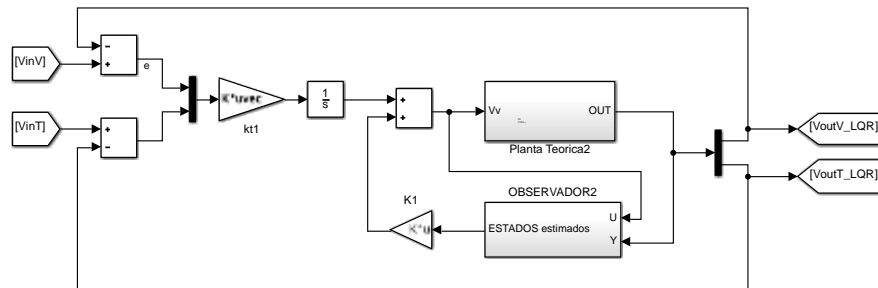 [VinV]
−
+
e
[VinT]
+
−
K*uvec
kt1
1
s
+
+
Vv
OUT
Planta Teorica2
[VoutV_LQR]
[VoutT_LQR]
OBSERVADOR2
K1
K*u
ESTADOS estimados
U
Y